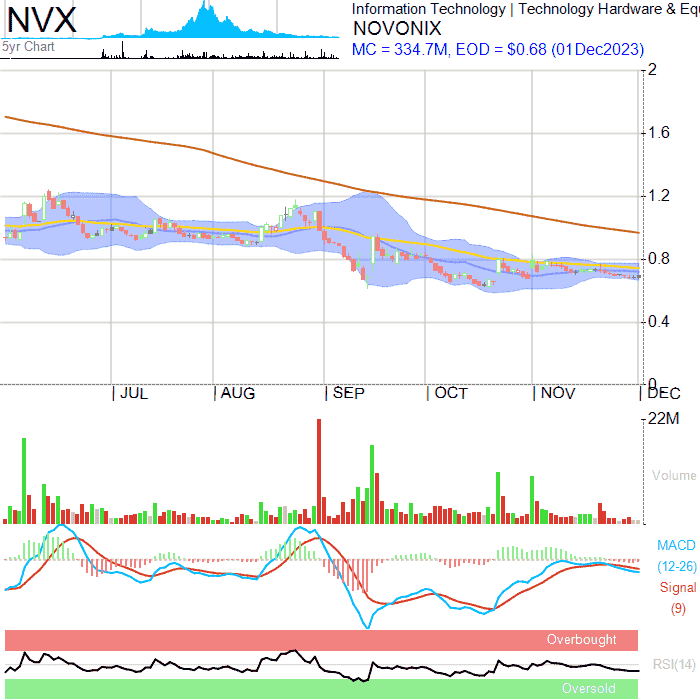 NVX
5yr Chart
Information Technology | Technology Hardware & Equ
NOVONIX
MC = 334.7M, EOD = $0.68 (01Dec2023)
2
1.6
1.2
0.8
0.4
0
| JUL | AUG | SEP | OCT | NOV | DEC
22M
Volume
MACD
(12-26)
Signal
(9)
Overbought
RSI(14)
Oversold